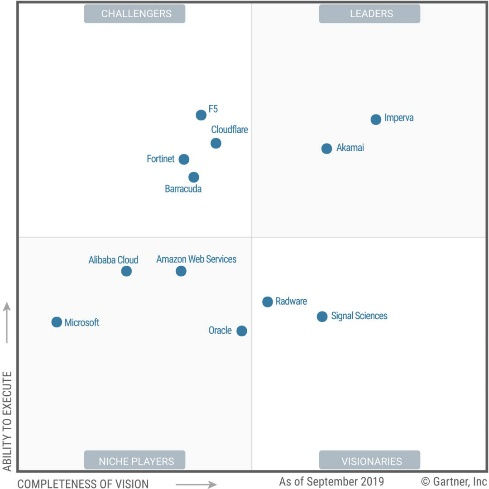 CHALLENGERS
LEADERS
F5
Imperva
Cloudflare
Akamai
Fortinet
Barracuda
Alibaba Cloud
Amazon Web Services
Radware
Signal Sciences
Microsoft
Oracle
ABILITY TO EXECUTE
NICHE PLAYERS
VISIONARIES
COMPLETENESS OF VISION
As of September 2019
© Gartner, Inc